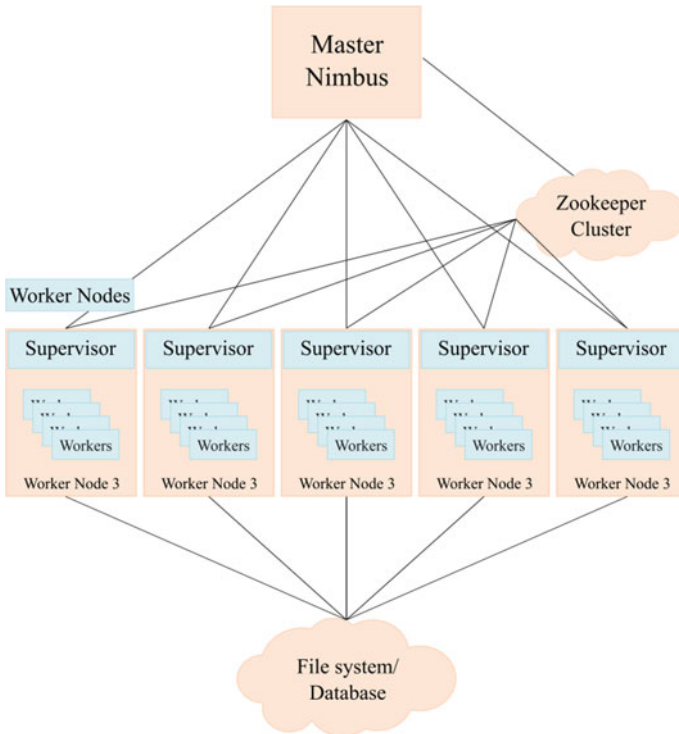 Master
Nimbus
Zookeeper
Cluster
Worker Nodes
Supervisor
Supervisor
Supervisor
Supervisor
Supervisor
Workers
Workers
Workers
Workers
Workers
Worker Node 3
Worker Node 3
Worker Node 3
Worker Node 3
Worker Node 3
File system/
Database